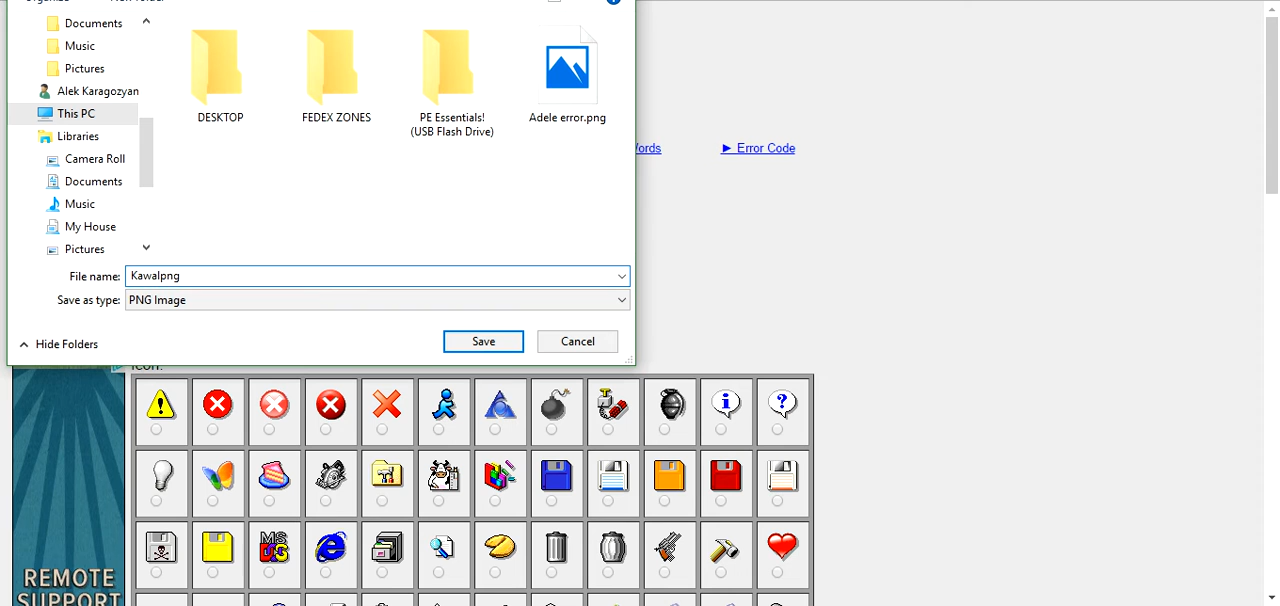 Documents
Music
Pictures
Alek Karagozyan
This PC
Libraries
Camera Roll
Documents
Music
My House
Pictures
DESKTOP
FEDEX ZONES
PE Essentials!
(USB Flash Drive)
Adele error.png
► Error Code
File name: Kawalpng
Save as type: PNG Image
Hide Folders
Save
Cancel
Icon:
i
?
MS
REMOTE
SUPPORT